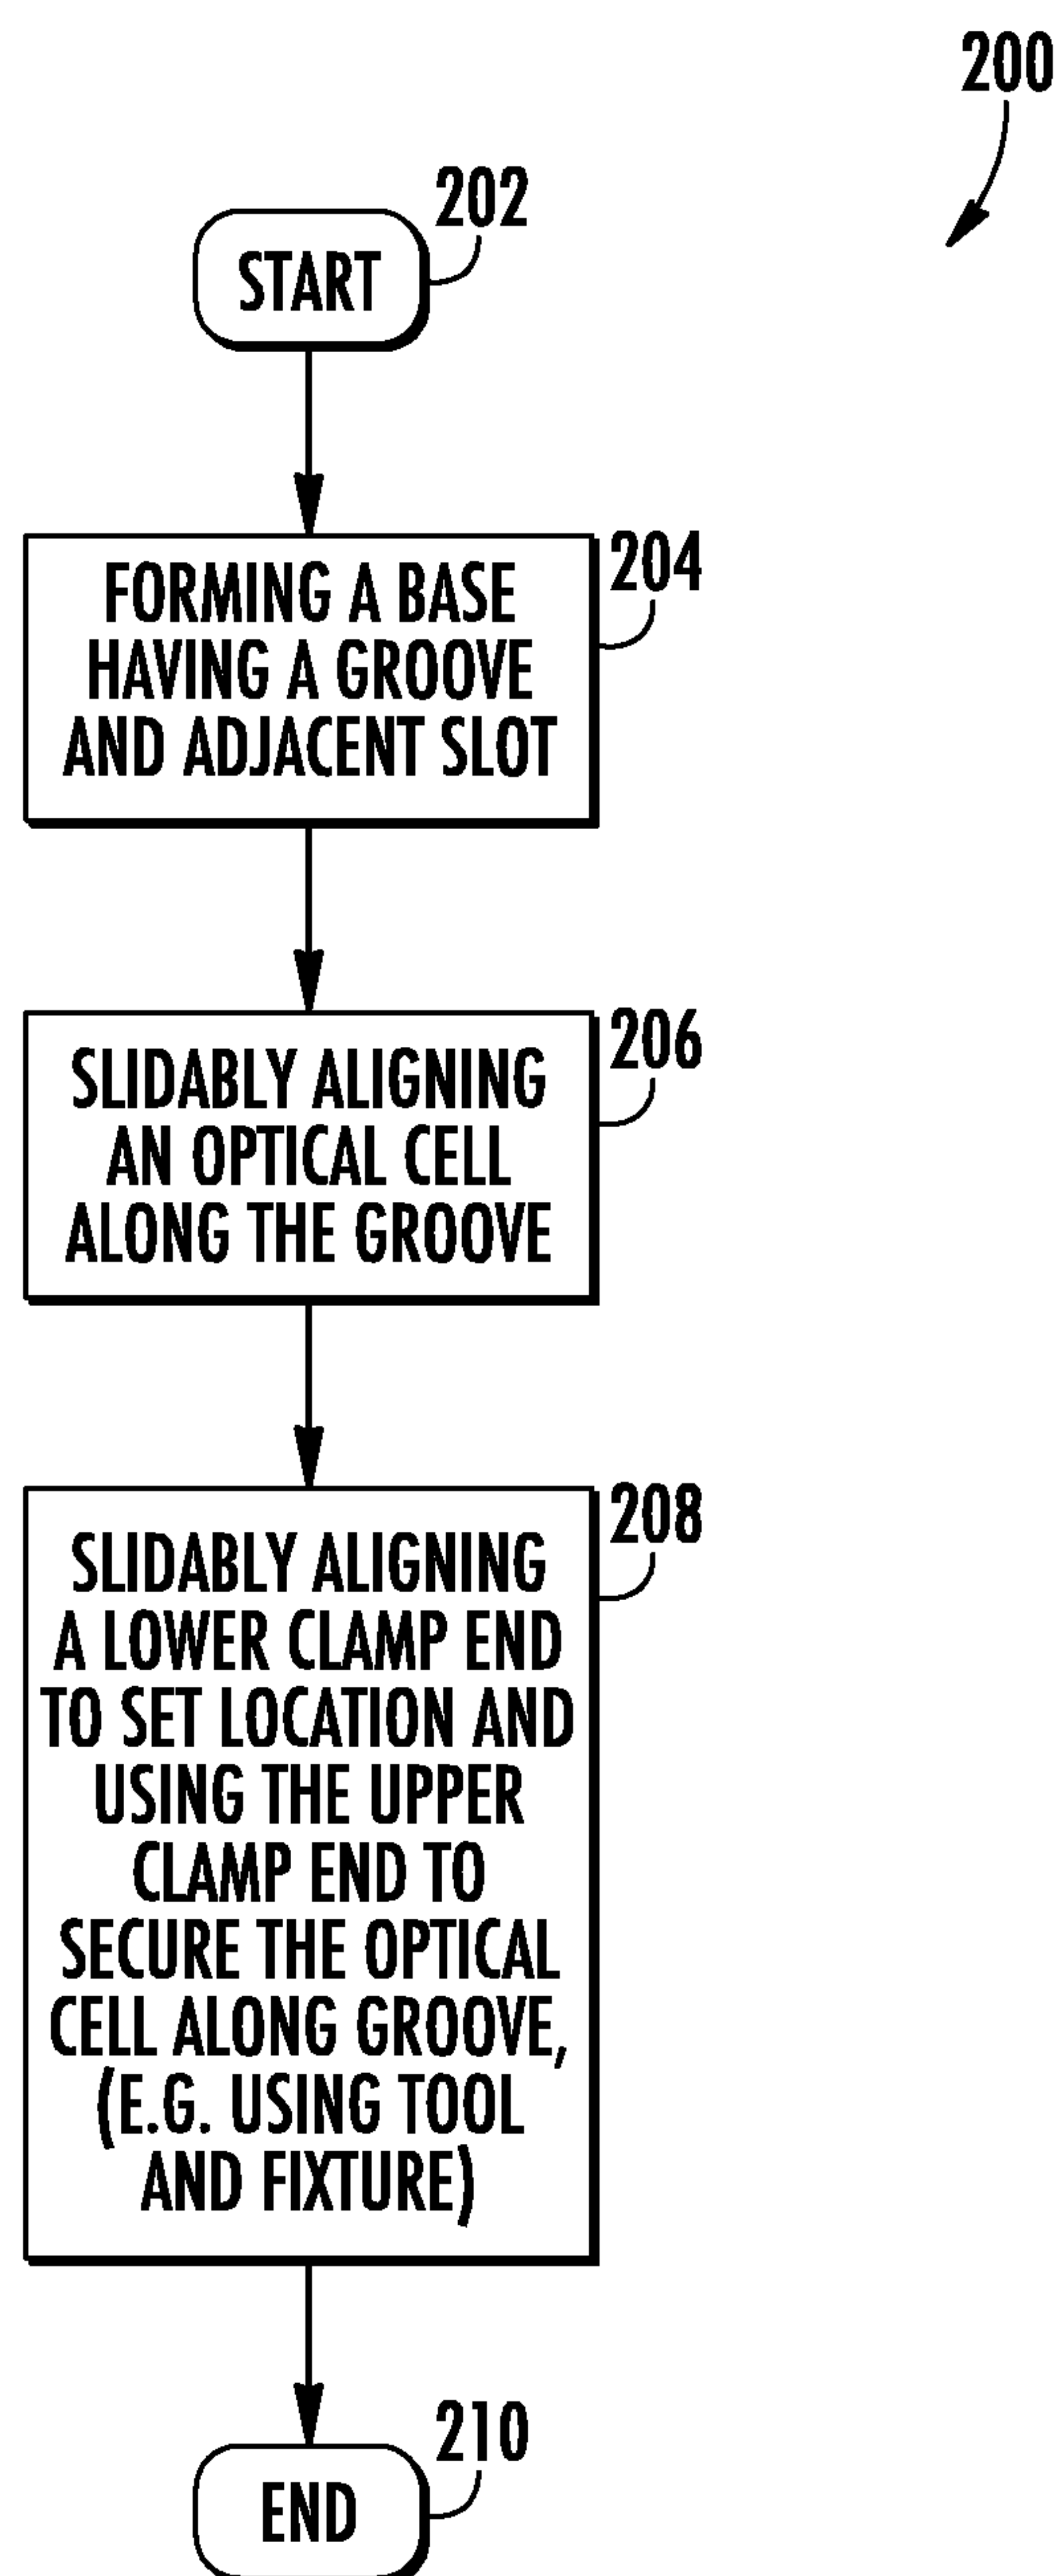 200
202
START
204
FORMING A BASE
HAVING A GROOVE
AND ADJACENT SLOT
206
SLIDABLY ALIGNING
AN OPTICAL CELL
ALONG THE GROOVE
208
SLIDABLY ALIGNING
A LOWER CLAMP END
TO SET LOCATION AND
USING THE UPPER
CLAMP END TO
SECURE THE OPTICAL
CELL ALONG GROOVE,
(E.G. USING TOOL
AND FIXTURE)
210
END